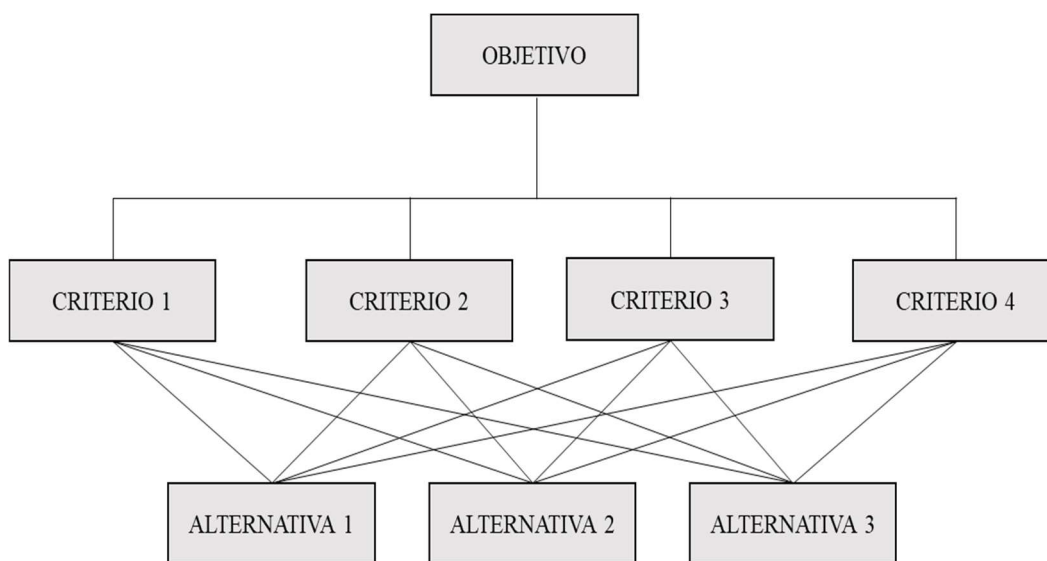 OBJETIVO
CRITERIO 1
CRITERIO 2
CRITERIO 3
CRITERIO 4
ALTERNATIVA 1
ALTERNATIVA 2
ALTERNATIVA 3